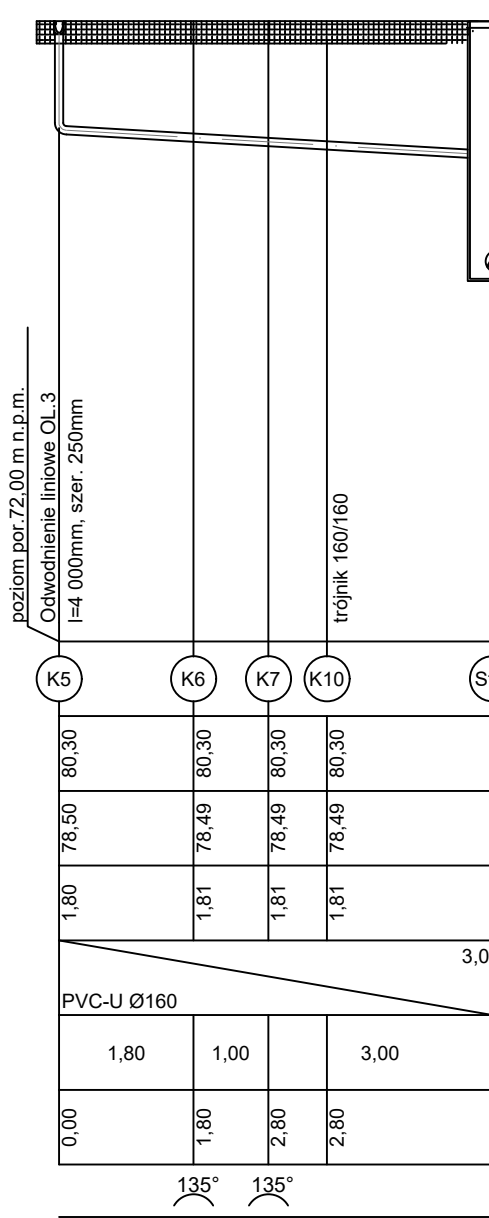 poziom por.72,00 m n.p.m.
Odwodnienie liniowe OL.3
l=4 000mm, szer. 250mm
trójnik 160/160
K5 K6 K7 K10
80,30 80,30 80,30 80,30
78,50 78,49 78,49 78,49
1,80 1,81 1,81 1,81
3,0
PVC-U Ø160
1,80 1,00 3,00
0,00 1,80 2,80 2,80
135° 135°